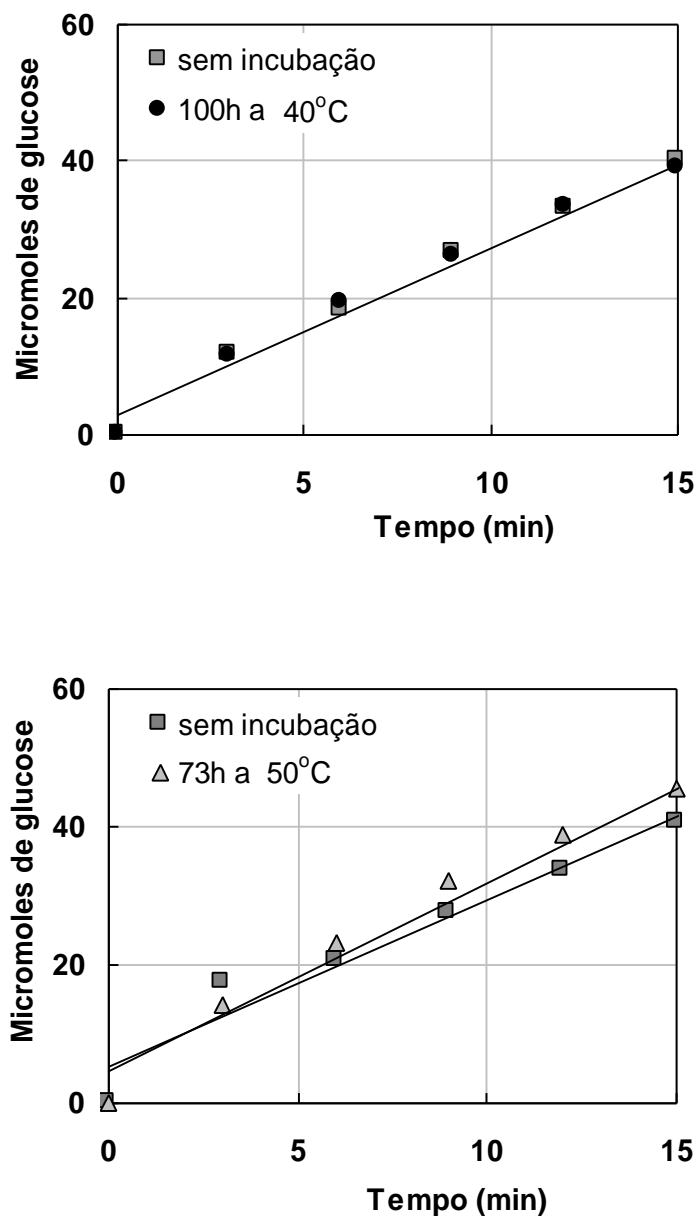 60
sem incubação
100h a 40°C
40
20
0
Micromoles de glucose
0 5 10 15
Tempo (min)
60
sem incubação
73h a 50°C
40
20
0
Micromoles de glucose
0 5 10 15
Tempo (min)